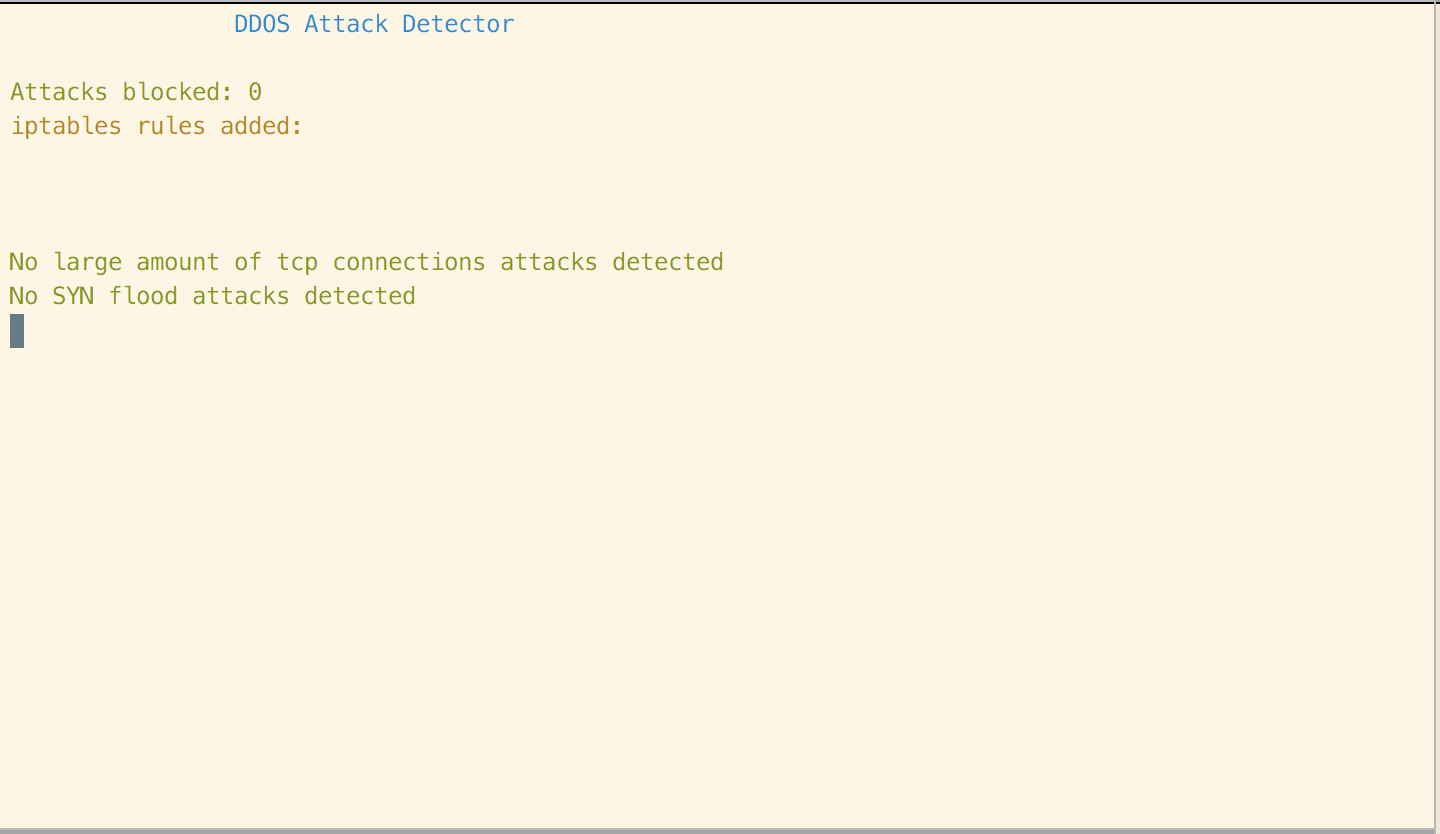 DDOS Attack Detector
Attacks blocked: 0
iptables rules added:
No large amount of tcp connections attacks detected
No SYN flood attacks detected